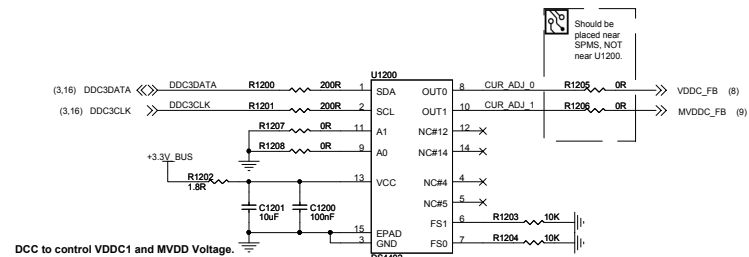 Should be
placed near
SPMS, NOT
near U1200.
U1200
(3,16) DDC3DATA DDC3DATA R1200 200R 1 SDA OUT0 8 CUR_ADJ_0 R1205 0R VDDC_FB (8)
(3,16) DDC3CLK DDC3CLK R1201 200R 2 SCL OUT1 10 CUR_ADJ_1 R1206 0R MVDDC_FB (9)
R1207 0R 11 A1 NC#12 12
R1208 0R 9 A0 NC#14 14
+3.3V_BUS
R1202 13 VCC NC#4 4
1.8R
NC#5 5
C1201 C1200
10uF 100nF
FS1 6 R1203 10K
15 EPAD
3 GND FS0 7 R1204 10K
DCC to control VDDC1 and MVDD Voltage.